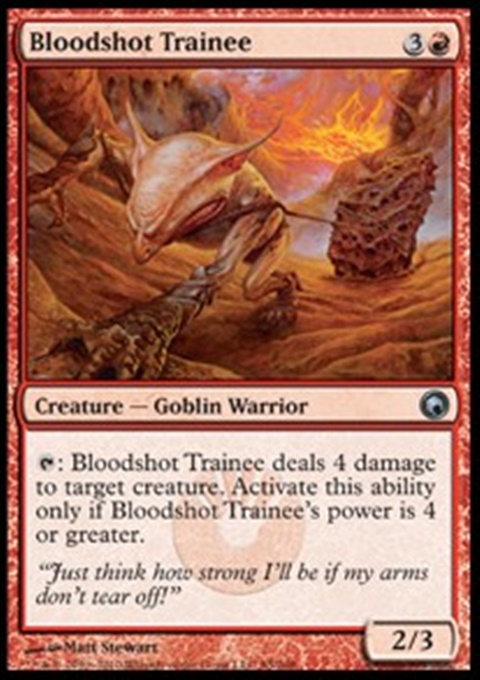 Bloodshot Trainee
3
Creature — Goblin Warrior
: Bloodshot Trainee deals 4 damage
to target creature. Activate this ability
only if Bloodshot Trainee's power is 4
or greater.
"Just think how strong I'll be if my arms
don't tear off!"
Matt Stewart
2/3